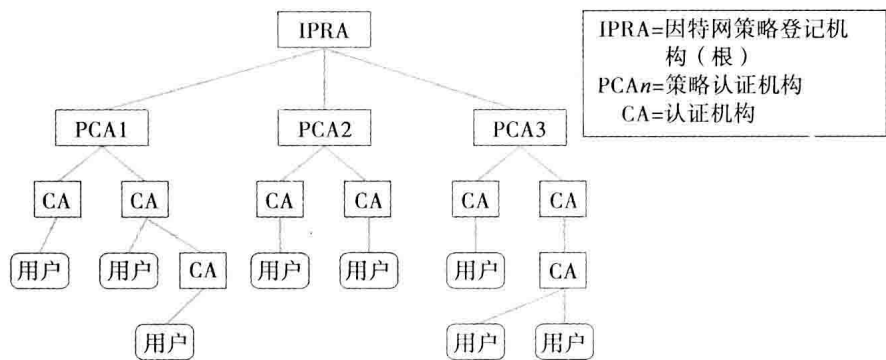 IPRA
IPRA=因特网策略登记机
构（根）
PCAn=策略认证机构
CA=认证机构
PCA1
PCA2
PCA3
CA
CA
CA
CA
CA
CA
用户
用户
CA
用户
用户
用户
CA
用户
用户
用户